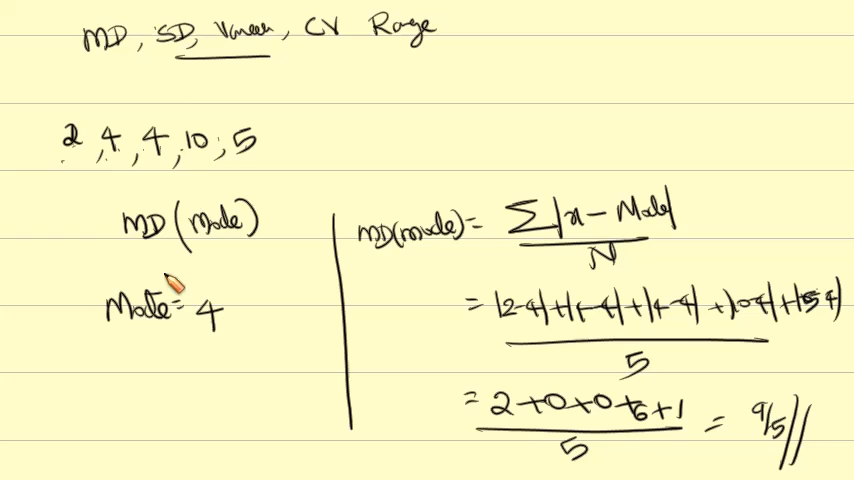 MD, SD, Varian, CV Range
2, 4, 4, 10, 5
MD (Mode)
Mode = 4
MD(mode) = ∑|x - Mode|
N
= |2-4|+|4-4|+|4-4|+|10-4|+|5-4|
5
= 2+0+0+6+1 = 9/5//
5